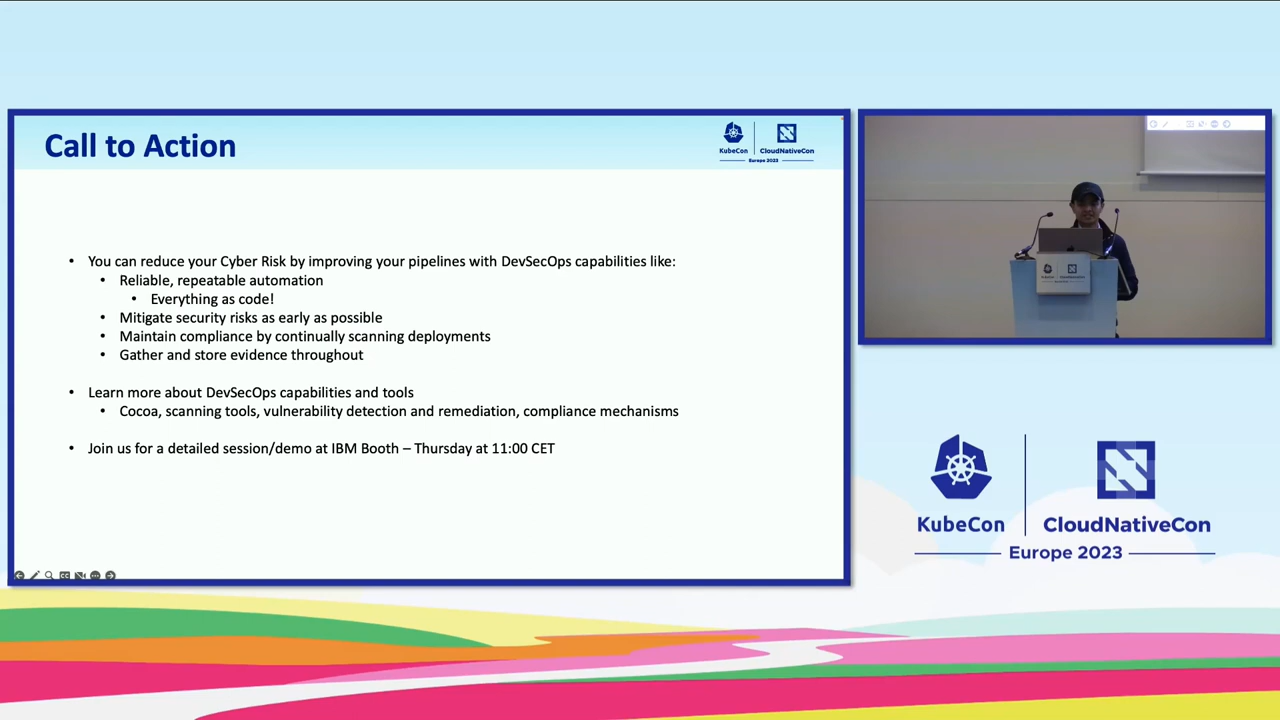 Call to Action
KubeCon
CloudNativeCon
Europe 2023
• You can reduce your Cyber Risk by improving your pipelines with DevSecOps capabilities like:
• Reliable, repeatable automation
• Everything as code!
• Mitigate security risks as early as possible
• Maintain compliance by continually scanning deployments
• Gather and store evidence throughout
• Learn more about DevSecOps capabilities and tools
• Cocoa, scanning tools, vulnerability detection and remediation, compliance mechanisms
• Join us for a detailed session/demo at IBM Booth – Thursday at 11:00 CET
KubeCon
CloudNativeCon
Europe 2023